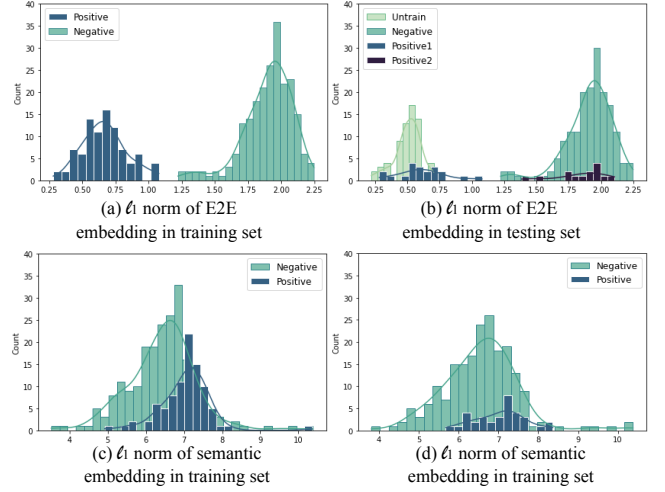 40
35
30
25
20
15
10
5
0
Count
Positive
Negative
0.25 0.50 0.75 1.00 1.25 1.50 1.75 2.00 2.25
(a) ℓ1 norm of E2E
embedding in training set
40
35
30
25
20
15
10
5
0
Count
Untrain
Negative
Positive1
Positive2
0.25 0.50 0.75 1.00 1.25 1.50 1.75 2.00 2.25
(b) ℓ1 norm of E2E
embedding in testing set
40
35
30
25
20
15
10
5
0
Count
Negative
Positive
4 5 6 7 8 9 10
(c) ℓ1 norm of semantic
embedding in training set
40
35
30
25
20
15
10
5
0
Count
Negative
Positive
4 5 6 7 8 9 10
(d) ℓ1 norm of semantic
embedding in training set